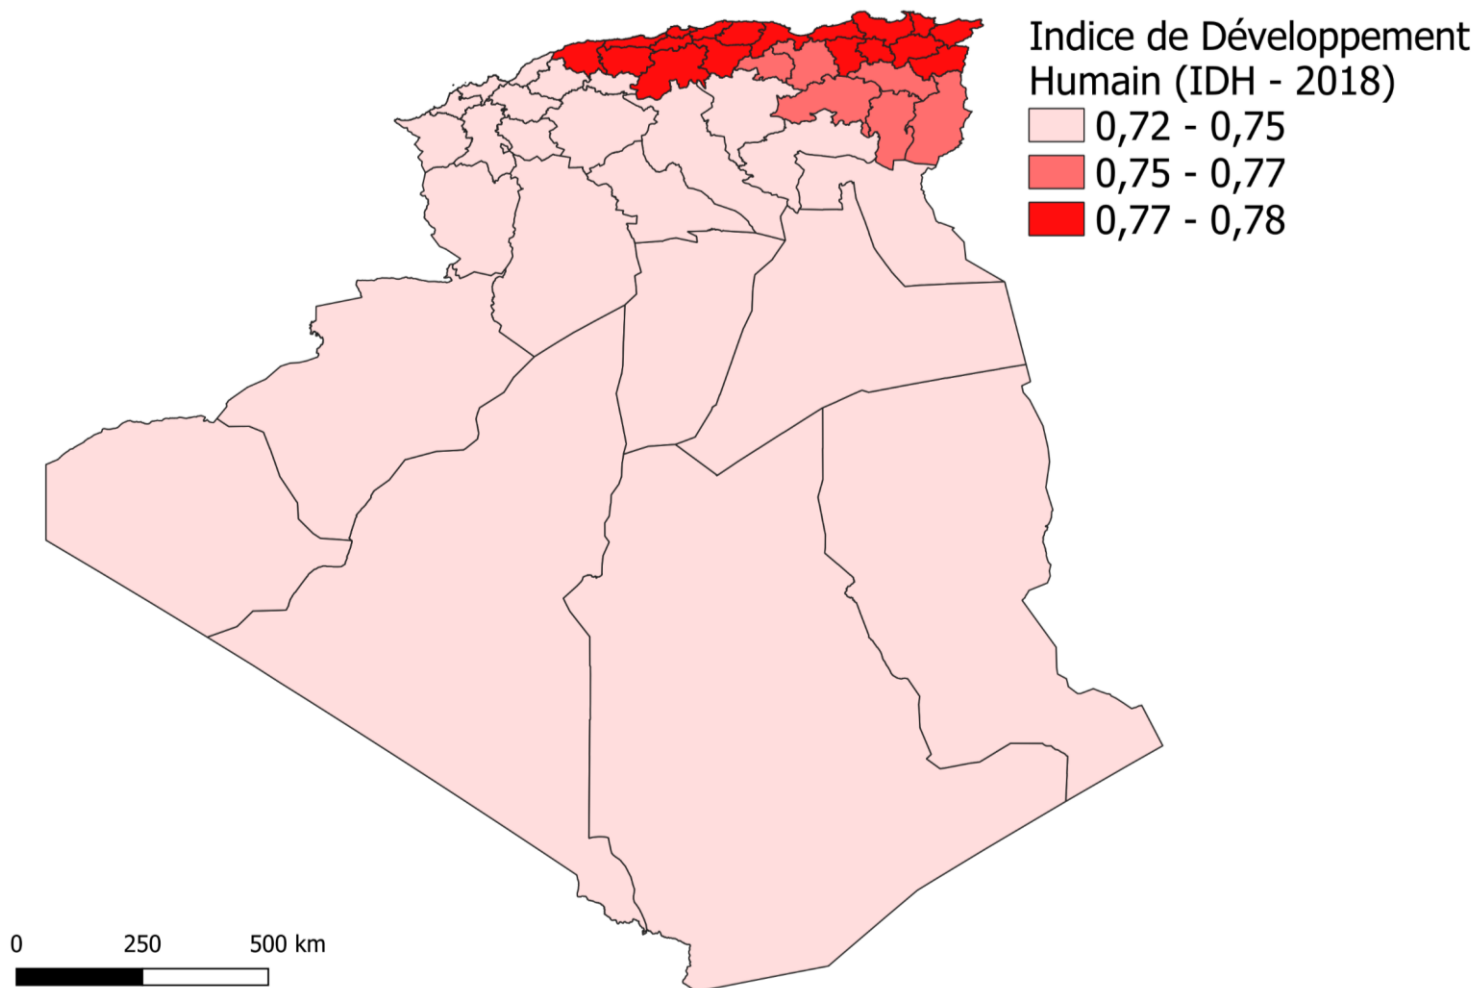 Indice de Développement
Humain (IDH - 2018)
0,72 - 0,75
0,75 - 0,77
0,77 - 0,78
0 250 500 km